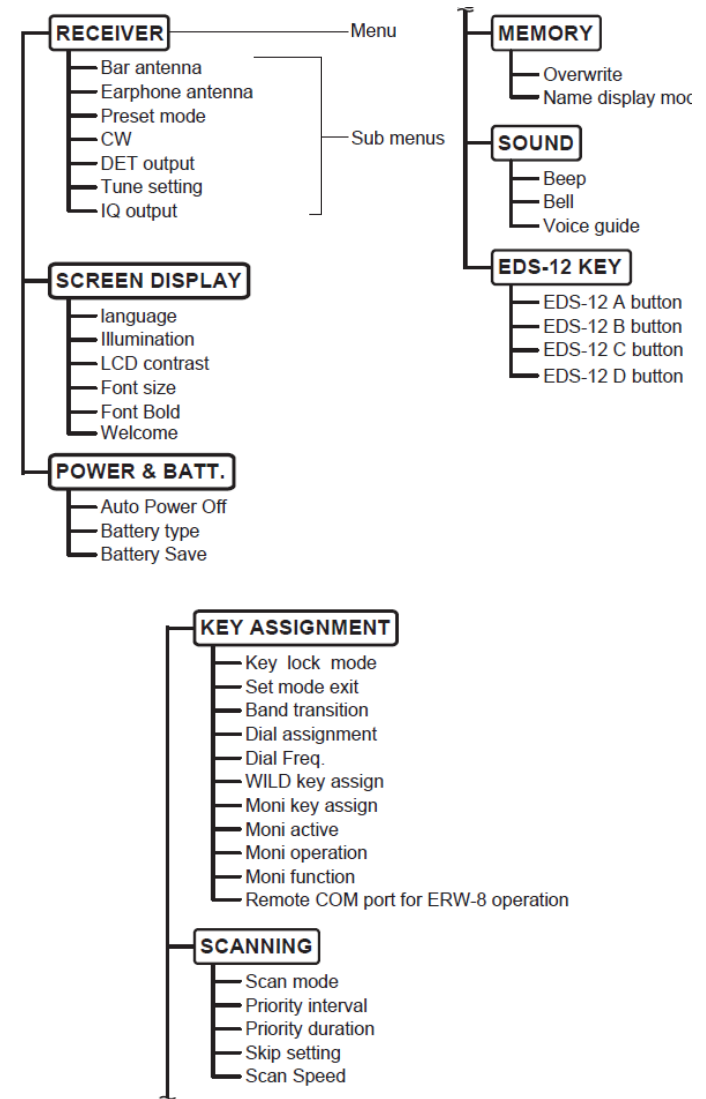 RECEIVER
Menu
Bar antenna
Earphone antenna
Preset mode
CW
DET output
Tune setting
IQ output
Sub menus
SCREEN DISPLAY
language
Illumination
LCD contrast
Font size
Font Bold
Welcome
POWER & BATT.
Auto Power Off
Battery type
Battery Save
MEMORY
Overwrite
Name display mod
SOUND
Beep
Bell
Voice guide
EDS-12 KEY
EDS-12 A button
EDS-12 B button
EDS-12 C button
EDS-12 D button
KEY ASSIGNMENT
Key lock mode
Set mode exit
Band transition
Dial assignment
Dial Freq.
WILD key assign
Moni key assign
Moni active
Moni operation
Moni function
Remote COM port for ERW-8 operation
SCANNING
Scan mode
Priority interval
Priority duration
Skip setting
Scan Speed